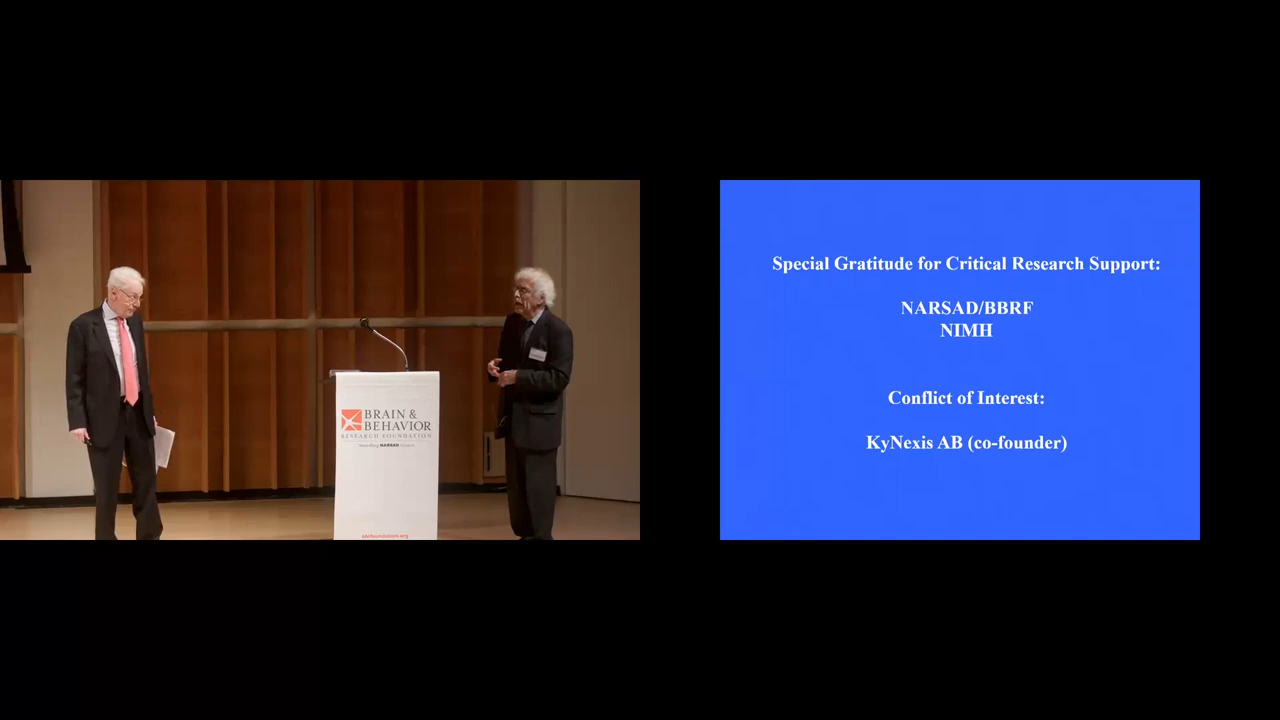 BRAIN &
BEHAVIOR
RESEARCH FOUNDATION
Special Gratitude for Critical Research Support:
NARSAD/BBRF
NIMH
Conflict of Interest:
KyNexis AB (co-founder)